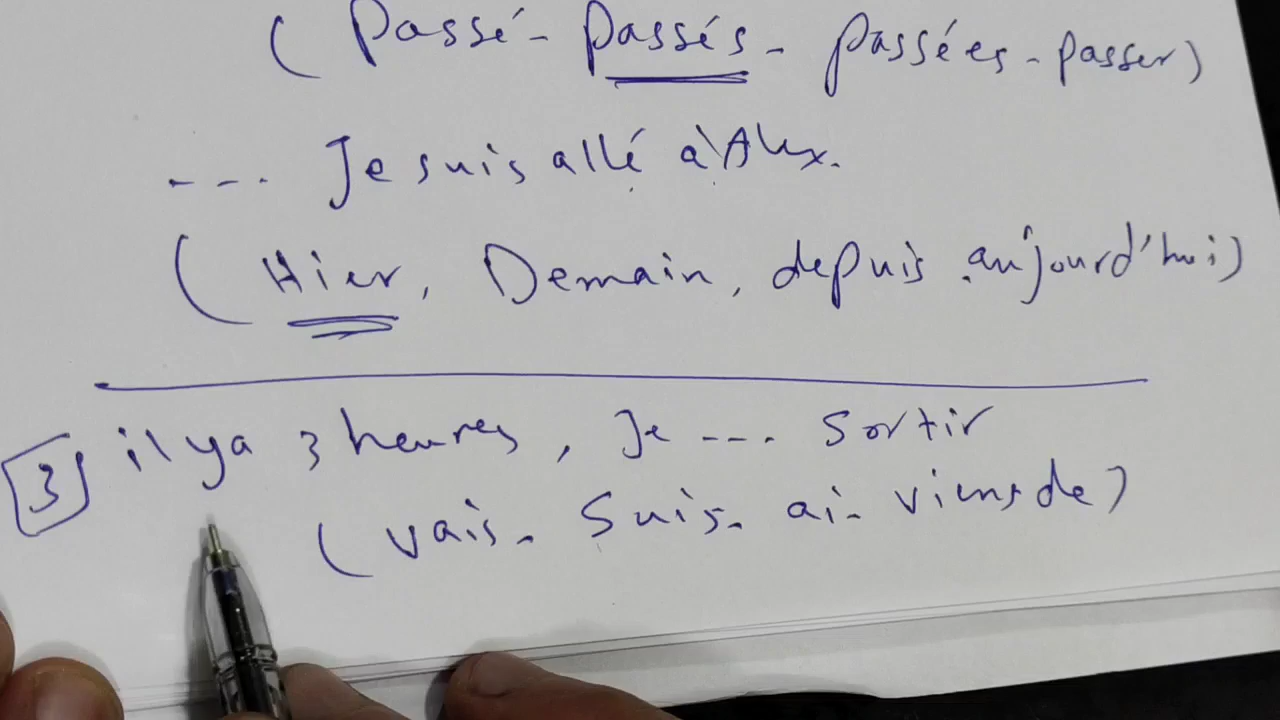 (Passé - Passés - passées - passer)
--- Je suis allé à Alex.
(Hier, Demain, depuis aujourd'hui)
3 il ya 3 heures, Je --- Sortir
(vais - Suis - ai - viens de)